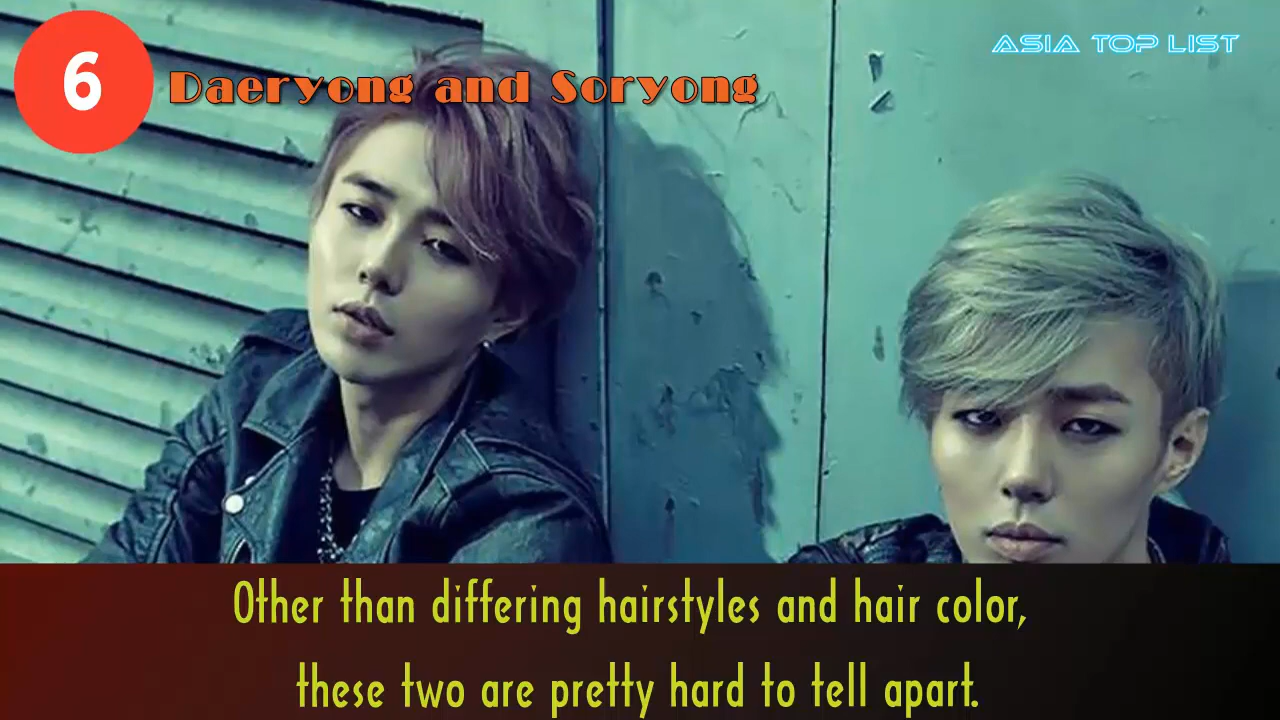 6
Daeryong and Soryong
ASIA TOP LIST
Other than differing hairstyles and hair color,
these two are pretty hard to tell apart.